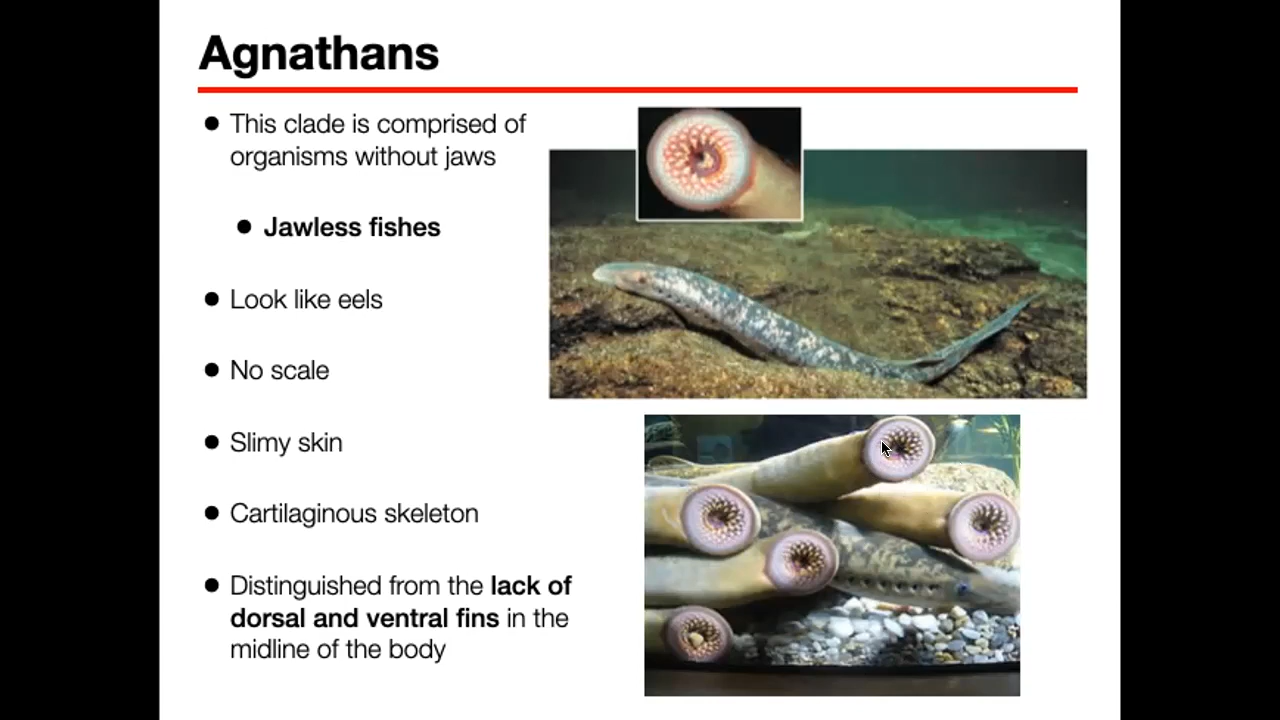 Agnathans
● This clade is comprised of
organisms without jaws
● Jawless fishes
● Look like eels
● No scale
● Slimy skin
● Cartilaginous skeleton
● Distinguished from the lack of
dorsal and ventral fins in the
midline of the body